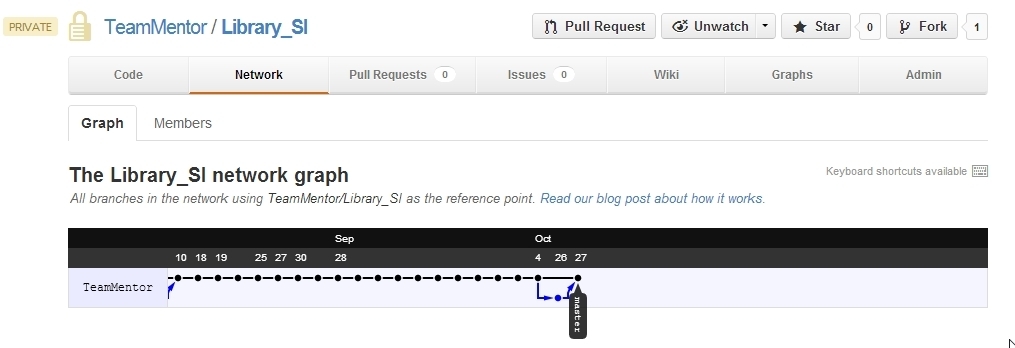 PRIVATE TeamMentor / Library_SI Pull Request Unwatch Star 0 Fork 1
Code Network Pull Requests 0 Issues 0 Wiki Graphs Admin
Graph Members
The Library_SI network graph Keyboard shortcuts available
All branches in the network using TeamMentor/Library_SI as the reference point. Read our blog post about how it works.
Sep Oct
10 18 19 25 27 30 28 4 26 27
TeamMentor
master